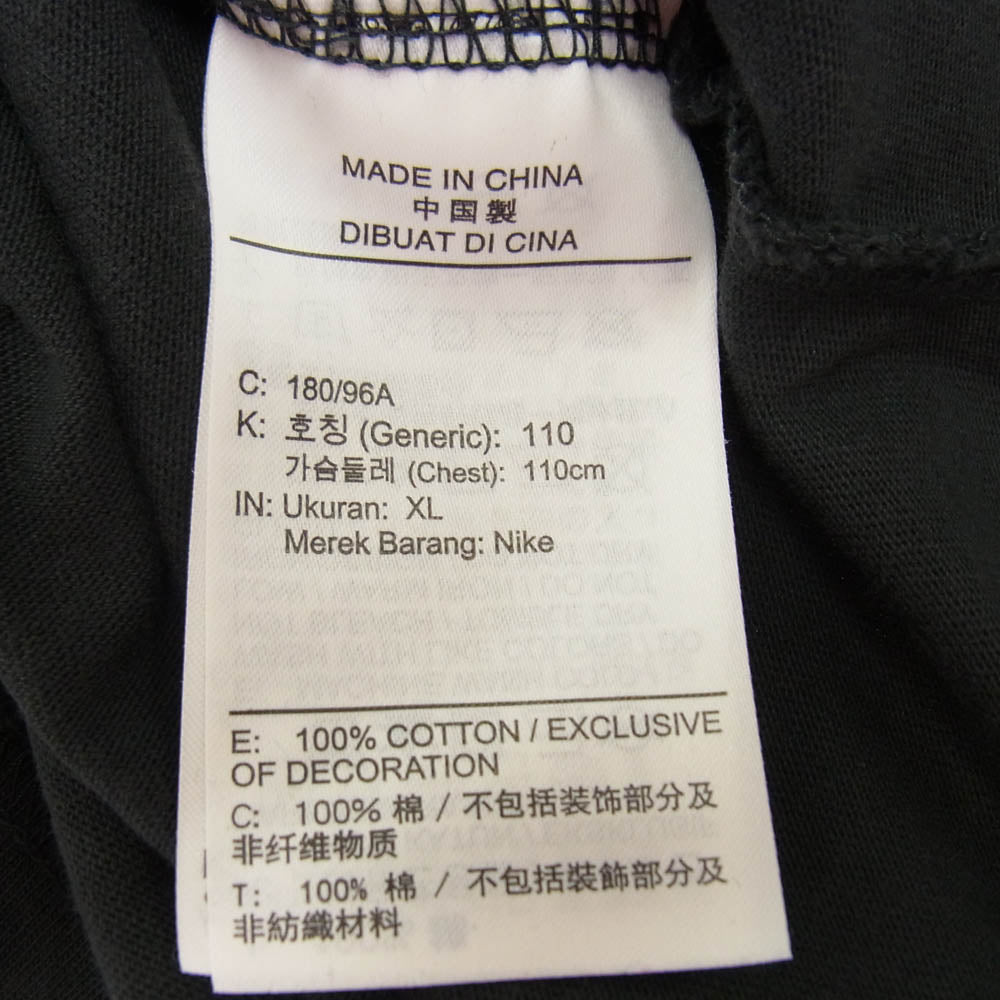 MADE IN CHINA
中国製
DIBUAT DI CINA
C: 180/96A
K: 호칭 (Generic): 110
가슴둘레 (Chest): 110cm
IN: Ukuran: XL
Merek Barang: Nike
E: 100% COTTON / EXCLUSIVE
OF DECORATION
C: 100% 棉 / 不包括装饰部分及
非纤维物质
T: 100% 棉 / 不包括裝飾部分及
非紡織材料